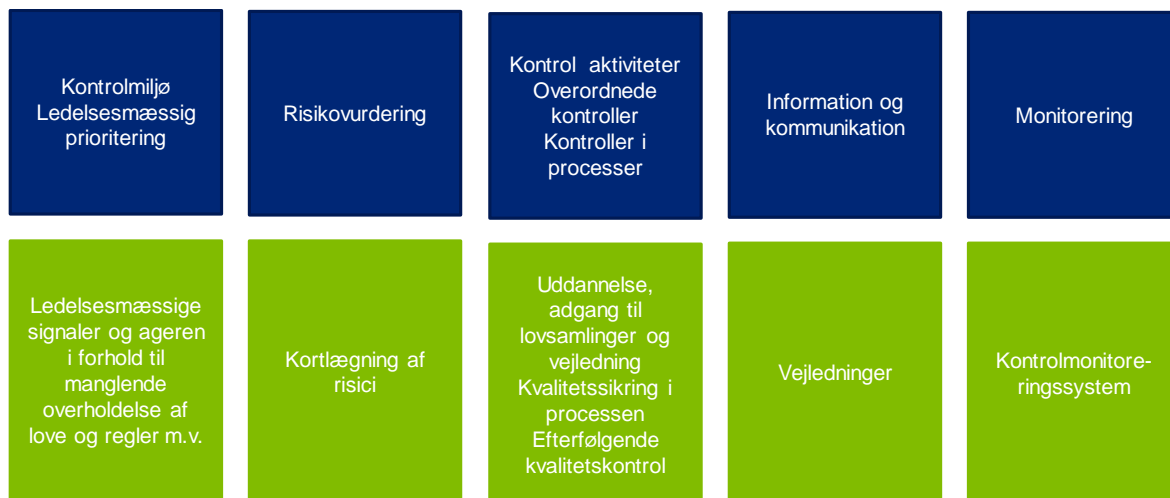 Kontrolmiljø
Ledelsesmæssig
prioritering
Risikovurdering
Kontrol aktiviteter
Overordnede
kontroller
Kontroller i
processer
Information og
kommunikation
Monitorering
Ledelsesmæssige
signaler og ageren
i forhold til
manglende
overholdelse af
love og regler m.v.
Kortlægning af
risici
Uddannelse,
adgang til
lovsamlinger og
vejledning
Kvalitetssikring i
processen
Efterfølgende
kvalitetskontrol
Vejledninger
Kontrolmonitore-
ringssystem